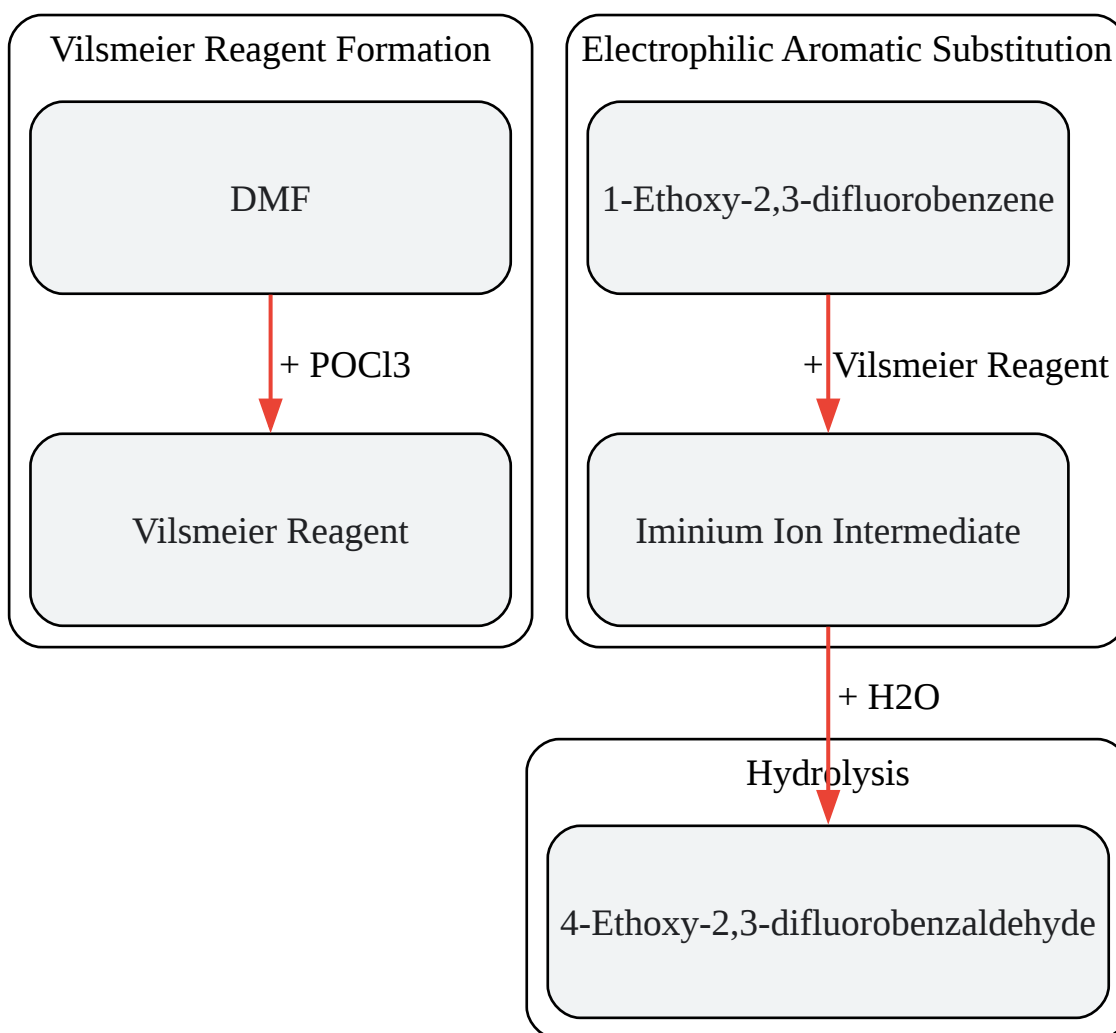 Vilsmeier Reagent Formation
DMF
+ POCl3
Vilsmeier Reagent
Electrophilic Aromatic Substitution
1-Ethoxy-2,3-difluorobenzene
+ Vilsmeier Reagent
Iminium Ion Intermediate
+ H2O
Hydrolysis
4-Ethoxy-2,3-difluorobenzaldehyde